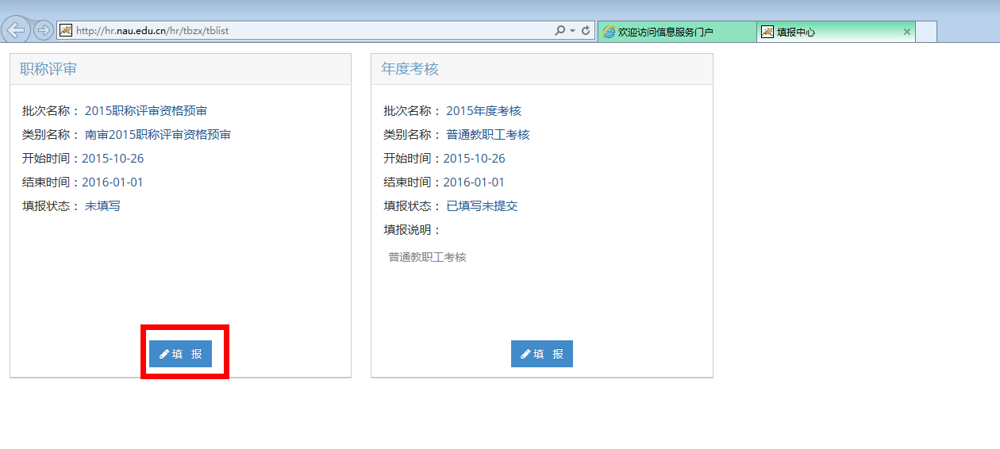 http://hr.nau.edu.cn/hr/tbzx/tblist
欢迎访问信息服务门户
填报中心
职称评审
批次名称： 2015职称评审资格预审
类别名称： 南审2015职称评审资格预审
开始时间：2015-10-26
结束时间：2016-01-01
填报状态： 未填写
填 报
年度考核
批次名称： 2015年度考核
类别名称： 普通教职工考核
开始时间：2015-10-26
结束时间：2016-01-01
填报状态： 已填写未提交
填报说明：
普通教职工考核
填 报